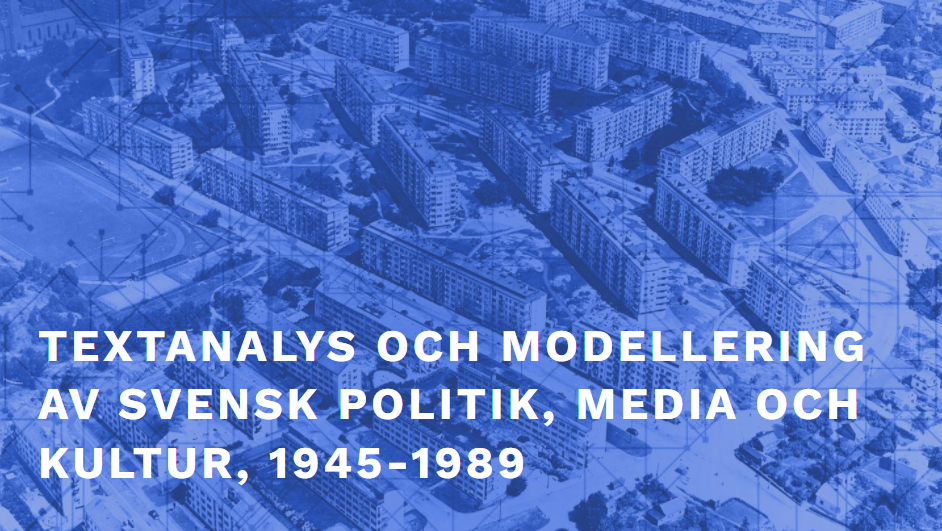 TEXTANALYS OCH MODELLERING
AV SVENSK POLITIK, MEDIA OCH
KULTUR, 1945–1989